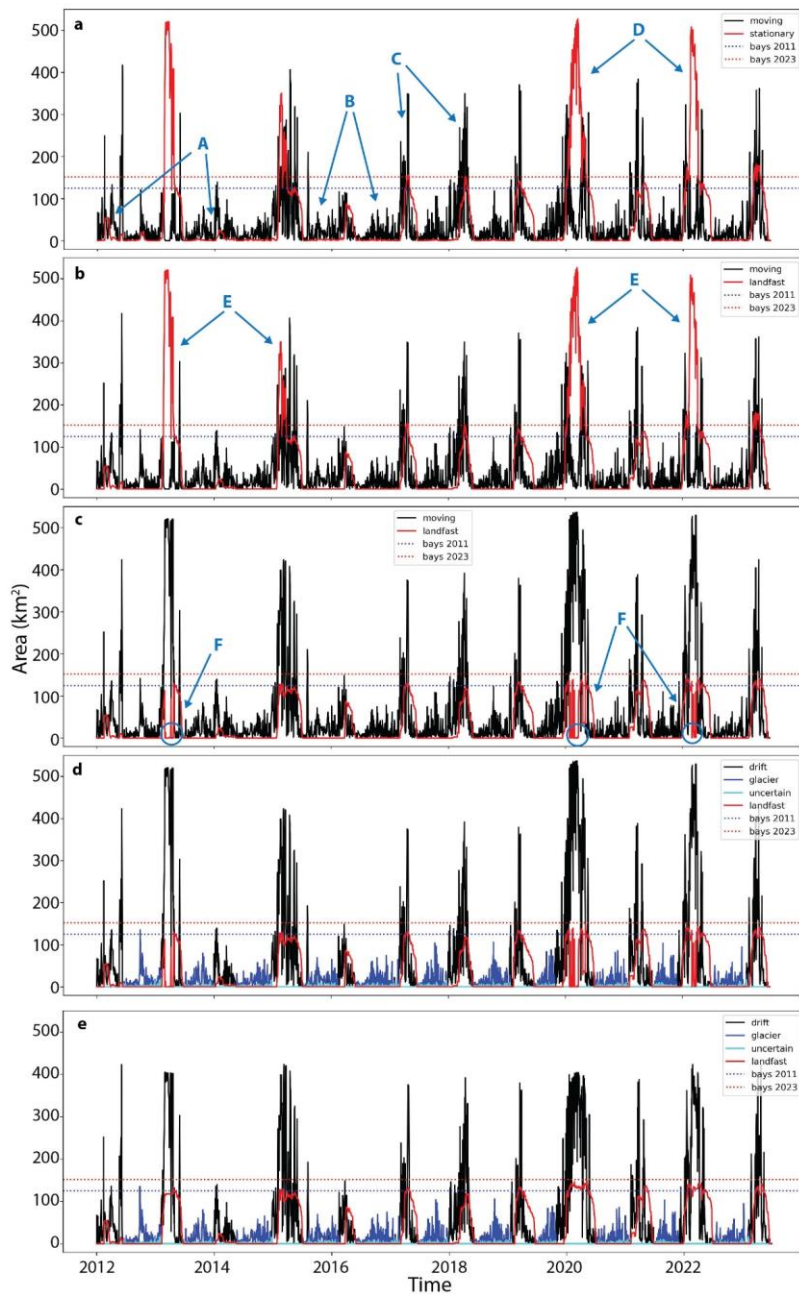 a
moving
stationary
bays 2011
bays 2023
500
400
300
200
100
0
A
B
C
D
b
moving
landfast
bays 2011
bays 2023
500
400
300
200
100
0
E
E
c
moving
landfast
bays 2011
bays 2023
500
400
300
200
100
0
F
F
Area (km²)
d
drift
glacier
uncertain
landfast
bays 2011
bays 2023
500
400
300
200
100
0
e
drift
glacier
uncertain
landfast
bays 2011
bays 2023
500
400
300
200
100
0
2012 2014 2016 2018 2020 2022
Time